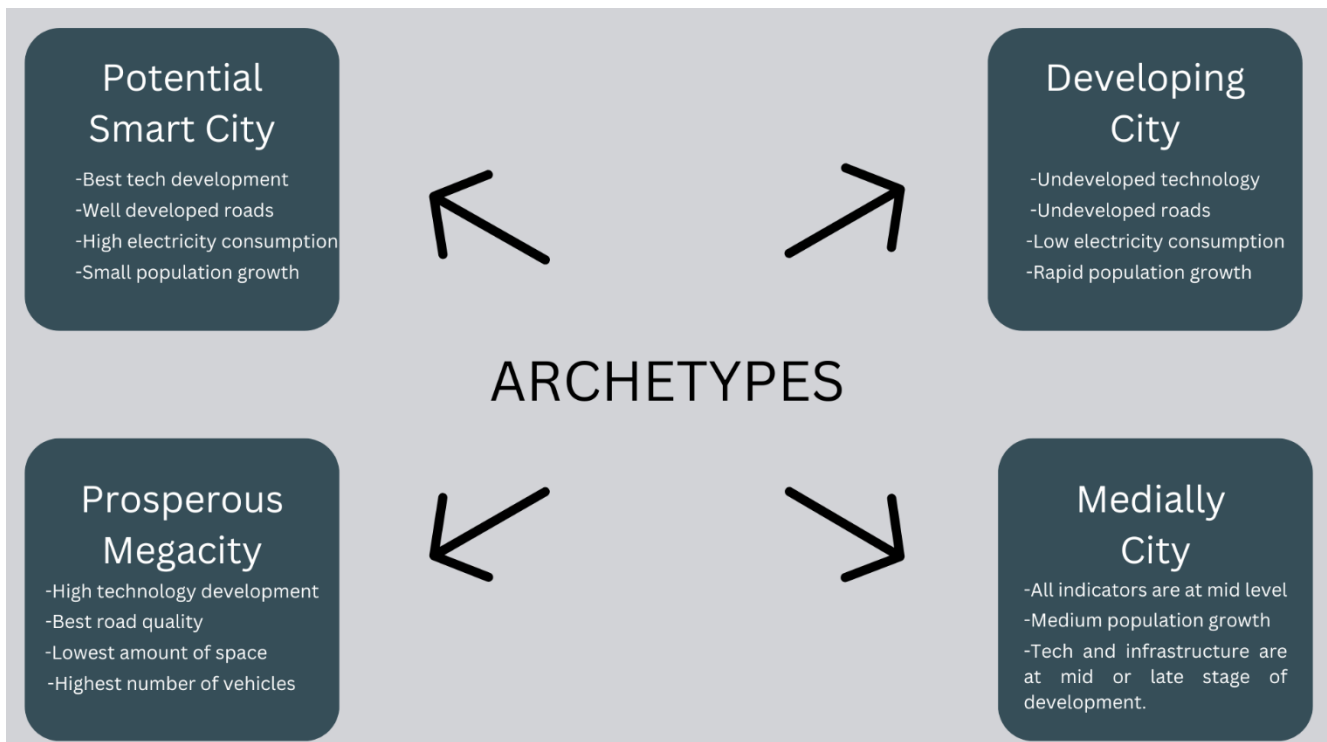 Potential
Smart City
-Best tech development
-Well developed roads
-High electricity consumption
-Small population growth
Developing
City
-Undeveloped technology
-Undeveloped roads
-Low electricity consumption
-Rapid population growth
ARCHETYPES
Prosperous
Megacity
-High technology development
-Best road quality
-Lowest amount of space
-Highest number of vehicles
Medially
City
-All indicators are at mid level
-Medium population growth
-Tech and infrastructure are
at mid or late stage of
development.